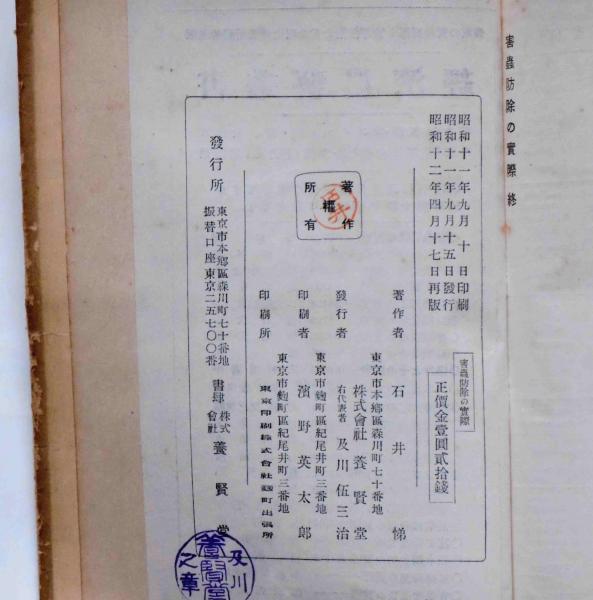 害蟲防除の實際 終
昭和十一年九月十日印刷
昭和十一年九月十五日發行
昭和十二年四月十七日再版
害蟲防除の實際
正價金壹圓貳拾錢
著作
權
所有
著作者 石井悌
東京市本鄕區森川町七十番地
發行者 株式會社 養賢堂
右代表者 及川伍三治
東京市麴町區紀尾井町三番地
印刷者 濱野英太郎
東京市麴町區紀尾井町三番地
印刷所 東京印刷株式會社麴町出張所
發行所
東京市本鄕區森川町七十番地
振替口座東京二五七〇〇番
書肆 株式會社 養賢堂
及川
養賢堂
之章